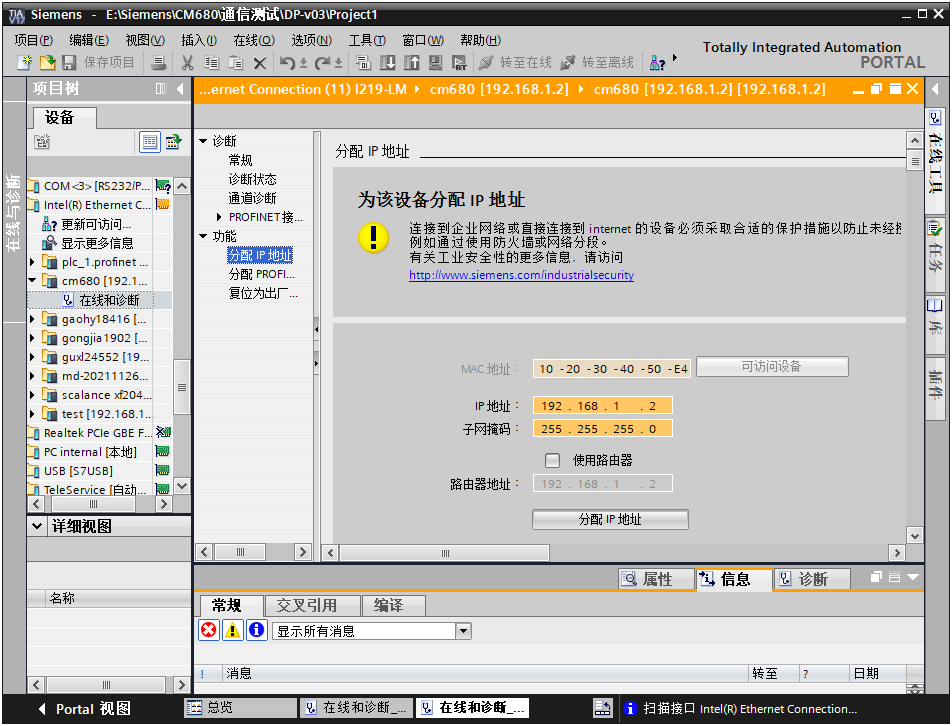 Siemens - E:\Siemens\CM680\通信测试\DP-v03\Project1
项目(P) 编辑(E) 视图(V) 插入(I) 在线(O) 选项(N) 工具(T) 窗口(W) 帮助(H)
Totally Integrated Automation
PORTAL
保存项目 转至在线 转至离线
项目树
...ernet Connection (11) I219-LM cm680 [192.168.1.2] cm680 [192.168.1.2] [192.168.1.2]
设备
在线与诊断
COM <3> [RS232/P...
Intel(R) Ethernet C...
更新可访问...
显示更多信息
plc_1.profinet ...
cm680 [192.1...
在线和诊断
gaohy18416 [...
gongjia1902 [...
guxl24552 [19...
md-20211126...
scalance xf204...
test [192.168.1...
Realtek PCIe GBE F...
PC internal [本地]
USB [S7USB]
TeleService [自动...
详细视图
名称
诊断
常规
诊断状态
通道诊断
PROFINET接...
功能
分配 IP 地址
分配 PROFI...
复位为出厂...
分配 IP 地址
为该设备分配 IP 地址
连接到企业网络或直接连接到 internet 的设备必须采取合适的保护措施以防止未经授
例如通过使用防火墙或网络分段。
有关工业安全性的更多信息，请访问
http://www.siemens.com/industrialsecurity
MAC 地址： 10 -20 -30 -40 -50 -E4 可访问设备
IP 地址： 192 . 168 . 1 . 2
子网掩码： 255 . 255 . 255 . 0
使用路由器
路由器地址： 192 . 168 . 1 . 2
分配 IP 地址
在线工具
任务
库
插件
属性 信息 诊断
常规 交叉引用 编译
显示所有消息
! 消息 转至 ? 日期
Portal 视图 总览 在线和诊断_... 在线和诊断_... 扫描接口 Intel(R) Ethernet Connection...